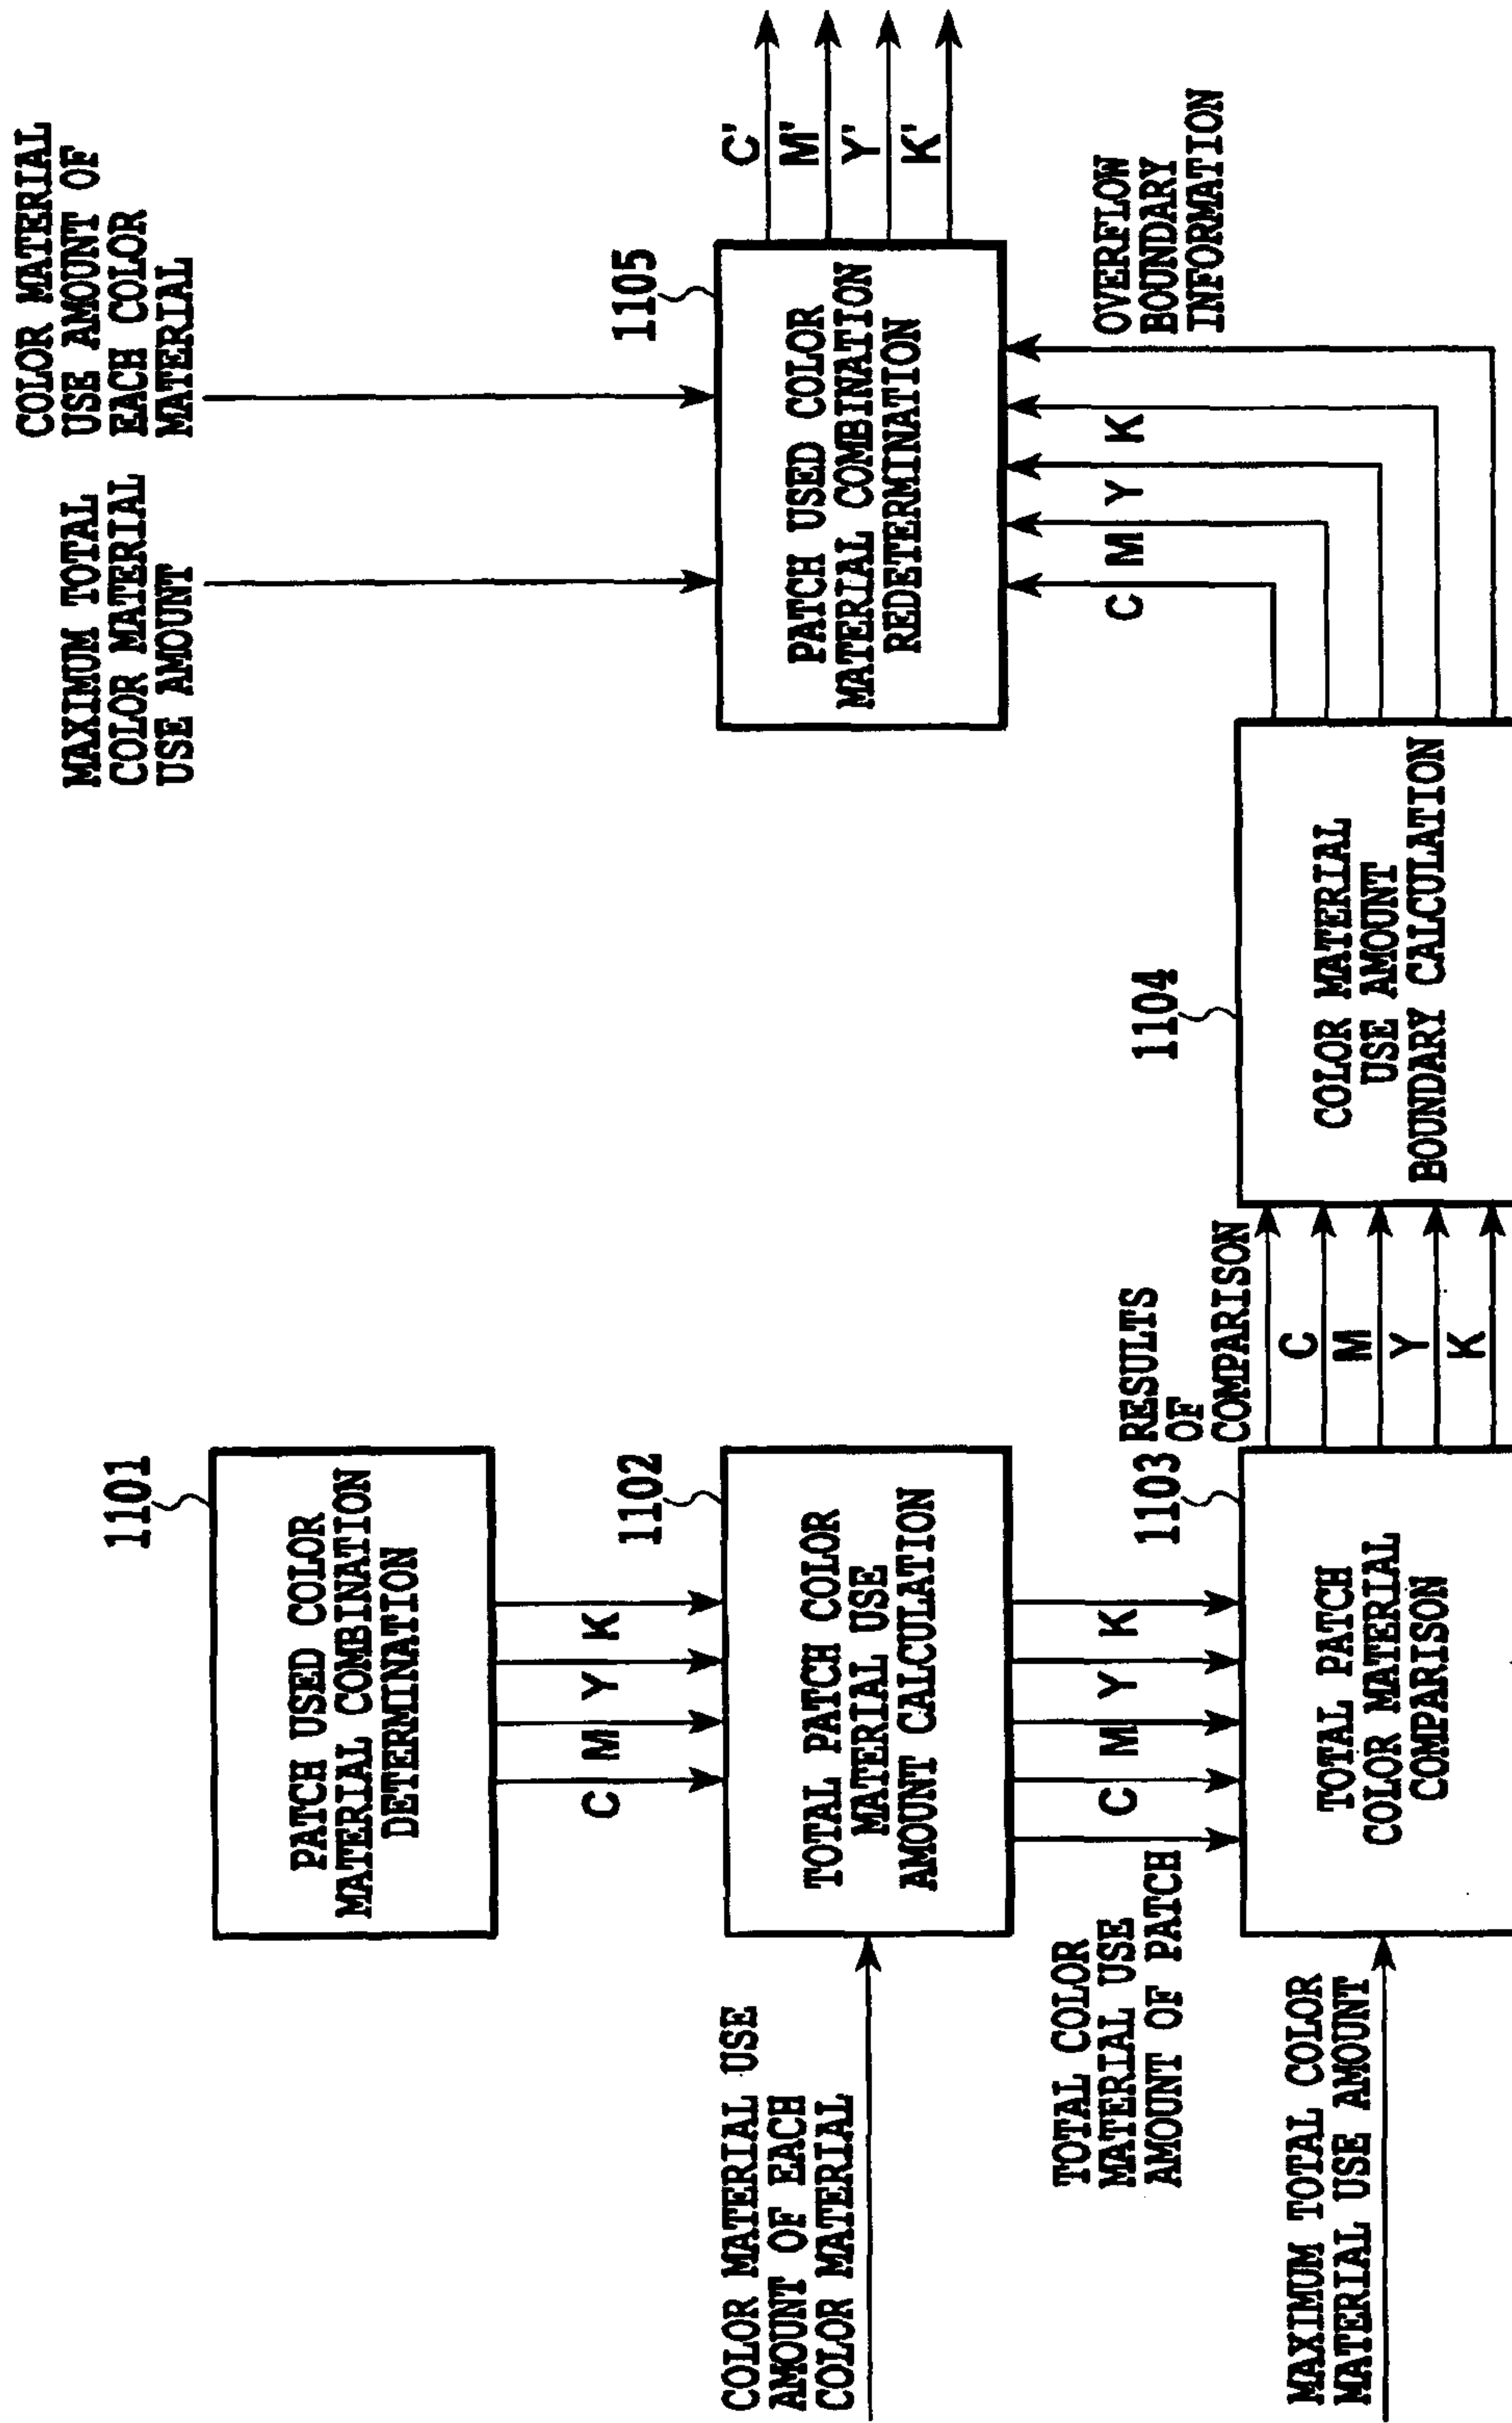 1101
PATCH USED COLOR
MATERIAL COMBINATION
DETERMINATION
C M Y K
COLOR MATERIAL USE
AMOUNT OF EACH
COLOR MATERIAL
1102
TOTAL PATCH COLOR
MATERIAL USE
AMOUNT CALCULATION
TOTAL COLOR
MATERIAL USE
AMOUNT OF PATCH
C M Y K
MAXIMUM TOTAL COLOR
MATERIAL USE AMOUNT
1103
TOTAL PATCH
COLOR MATERIAL
COMPARISON
RESULTS
OF
COMPARISON
C
M
Y
K
1104
COLOR MATERIAL
USE AMOUNT
BOUNDARY CALCULATION
C M Y K
OVERFLOW
BOUNDARY
INFORMATION
MAXIMUM TOTAL
COLOR MATERIAL
USE AMOUNT
COLOR MATERIAL
USE AMOUNT OF
EACH COLOR
MATERIAL
1105
PATCH USED COLOR
MATERIAL COMBINATION
REDETERMINATION
C'
M'
Y'
K'